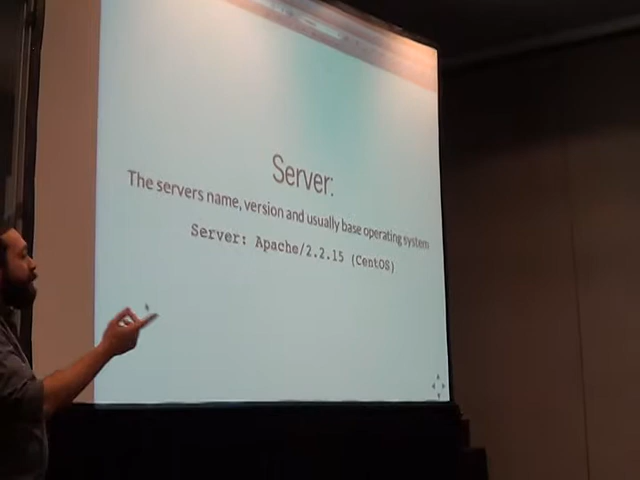 Server:
The servers name, version and usually base operating system
Server: Apache/2.2.15 (CentOS)